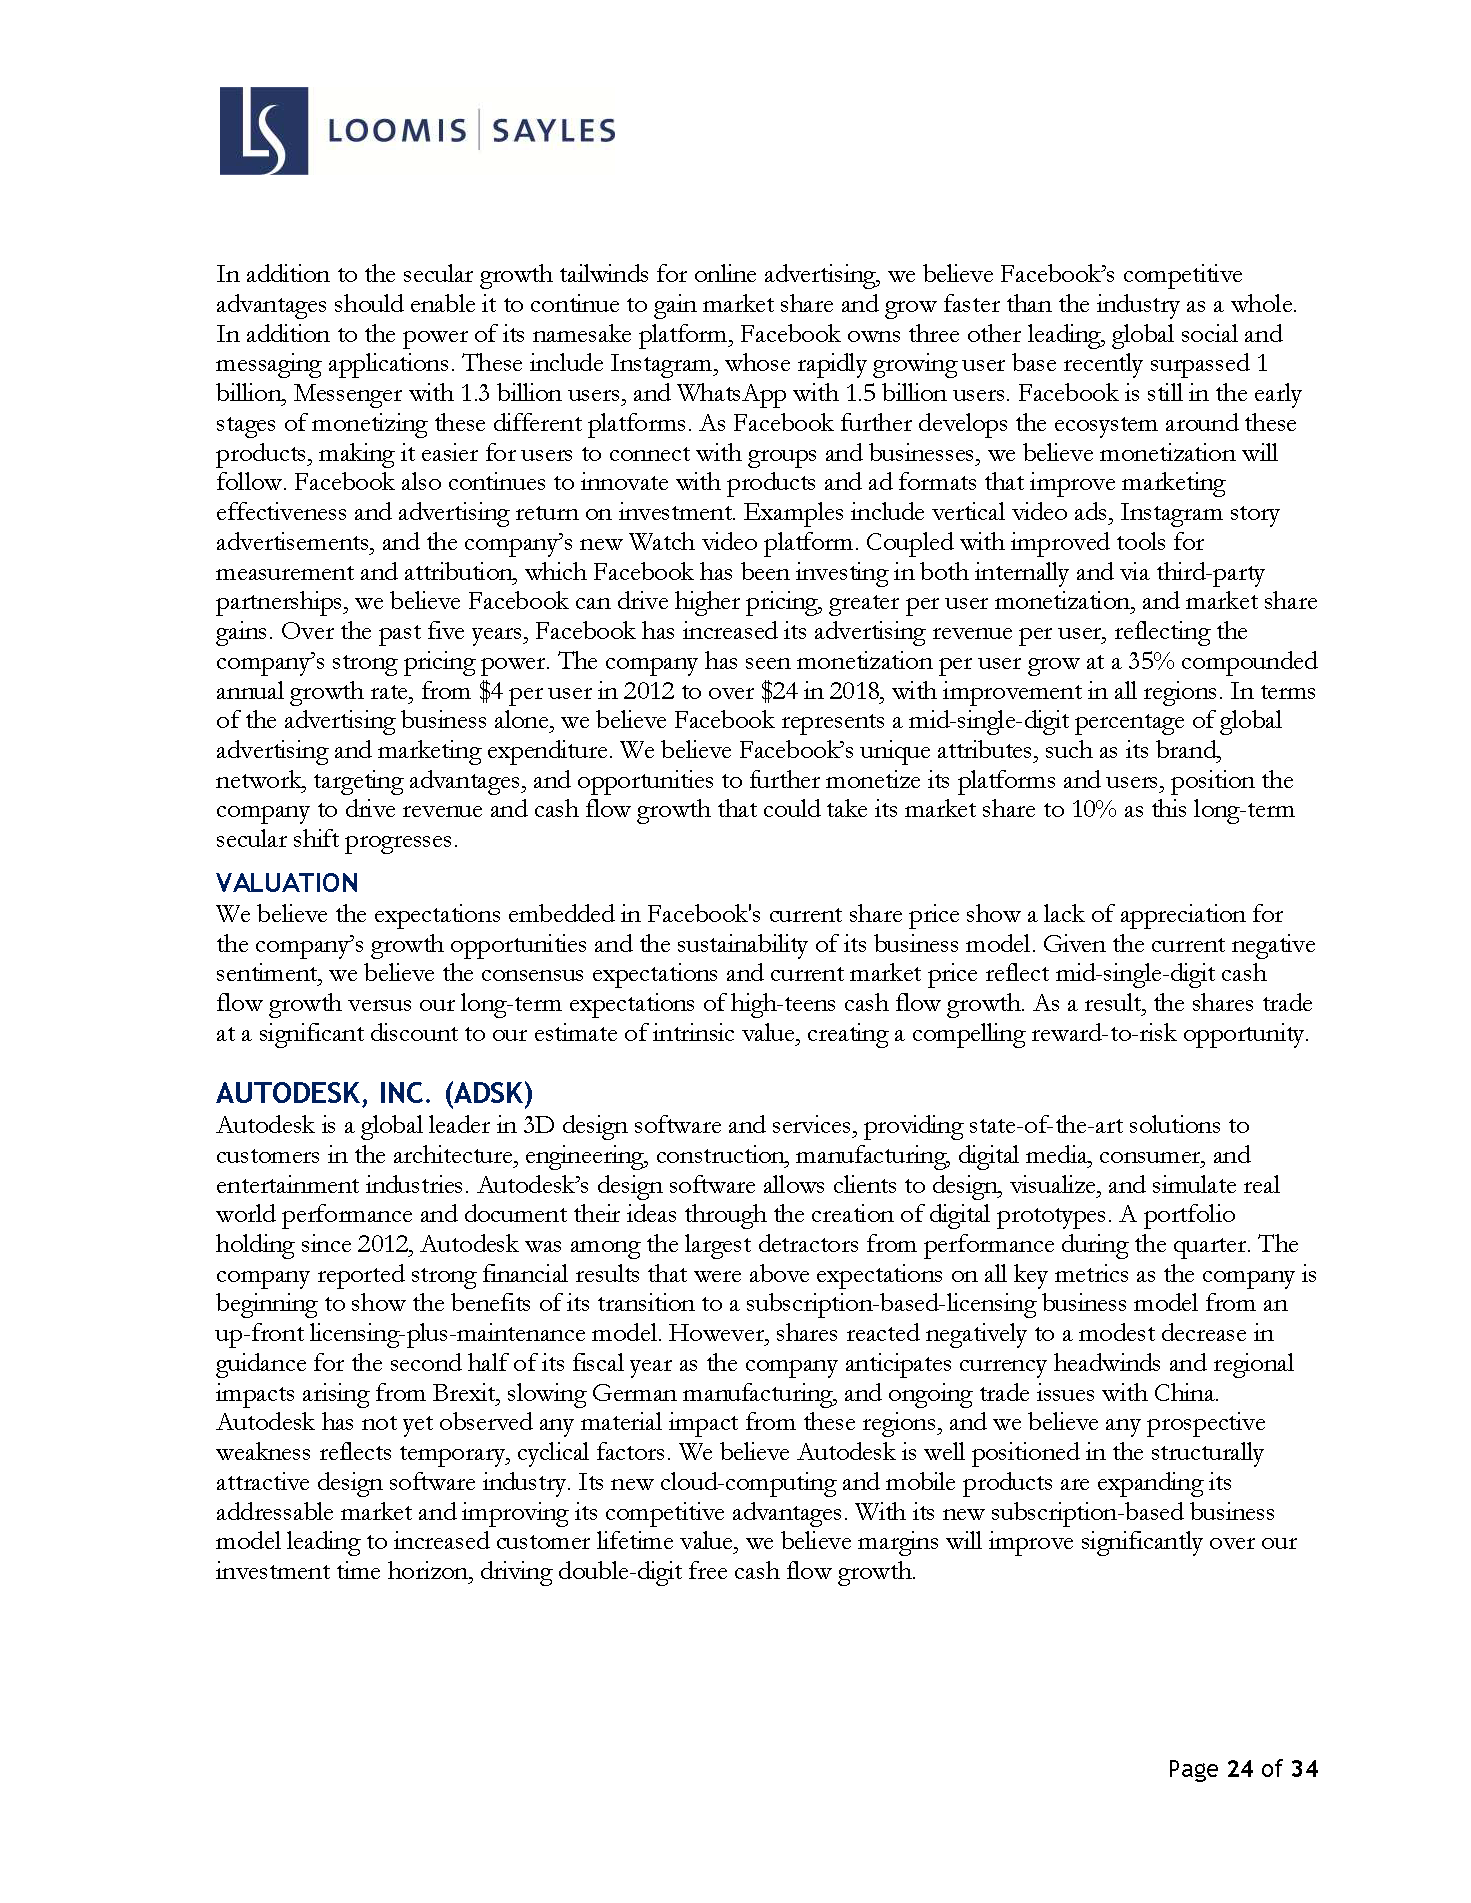 LS LOOMIS | SAYLES
In addition to the secular growth tailwinds for online advertising, we believe Facebook’s competitive
advantages should enable it to continue to gain market share and grow faster than the industry as a whole.
In addition to the power of its namesake platform, Facebook owns three other leading, global social and
messaging applications. These include Instagram, whose rapidly growing user base recently surpassed 1
billion, Messenger with 1.3 billion users, and WhatsApp with 1.5 billion users. Facebook is still in the early
stages of monetizing these different platforms. As Facebook further develops the ecosystem around these
products, making it easier for users to connect with groups and businesses, we believe monetization will
follow. Facebook also continues to innovate with products and ad formats that improve marketing
effectiveness and advertising return on investment. Examples include vertical video ads, Instagram story
advertisements, and the company’s new Watch video platform. Coupled with improved tools for
measurement and attribution, which Facebook has been investing in both internally and via third-party
partnerships, we believe Facebook can drive higher pricing, greater per user monetization, and market share
gains. Over the past five years, Facebook has increased its advertising revenue per user, reflecting the
company’s strong pricing power. The company has seen monetization per user grow at a 35% compounded
annual growth rate, from $4 per user in 2012 to over $24 in 2018, with improvement in all regions. In terms
of the advertising business alone, we believe Facebook represents a mid-single-digit percentage of global
advertising and marketing expenditure. We believe Facebook’s unique attributes, such as its brand,
network, targeting advantages, and opportunities to further monetize its platforms and users, position the
company to drive revenue and cash flow growth that could take its market share to 10% as this long-term
secular shift progresses.
VALUATION
We believe the expectations embedded in Facebook's current share price show a lack of appreciation for
the company’s growth opportunities and the sustainability of its business model. Given the current negative
sentiment, we believe the consensus expectations and current market price reflect mid-single-digit cash
flow growth versus our long-term expectations of high-teens cash flow growth. As a result, the shares trade
at a significant discount to our estimate of intrinsic value, creating a compelling reward-to-risk opportunity.
AUTODESK, INC. (ADSK)
Autodesk is a global leader in 3D design software and services, providing state-of-the-art solutions to
customers in the architecture, engineering, construction, manufacturing, digital media, consumer, and
entertainment industries. Autodesk’s design software allows clients to design, visualize, and simulate real
world performance and document their ideas through the creation of digital prototypes. A portfolio
holding since 2012, Autodesk was among the largest detractors from performance during the quarter. The
company reported strong financial results that were above expectations on all key metrics as the company is
beginning to show the benefits of its transition to a subscription-based-licensing business model from an
up-front licensing-plus-maintenance model. However, shares reacted negatively to a modest decrease in
guidance for the second half of its fiscal year as the company anticipates currency headwinds and regional
impacts arising from Brexit, slowing German manufacturing, and ongoing trade issues with China.
Autodesk has not yet observed any material impact from these regions, and we believe any prospective
weakness reflects temporary, cyclical factors. We believe Autodesk is well positioned in the structurally
attractive design software industry. Its new cloud-computing and mobile products are expanding its
addressable market and improving its competitive advantages. With its new subscription-based business
model leading to increased customer lifetime value, we believe margins will improve significantly over our
investment time horizon, driving double-digit free cash flow growth.
Page 24 of 34